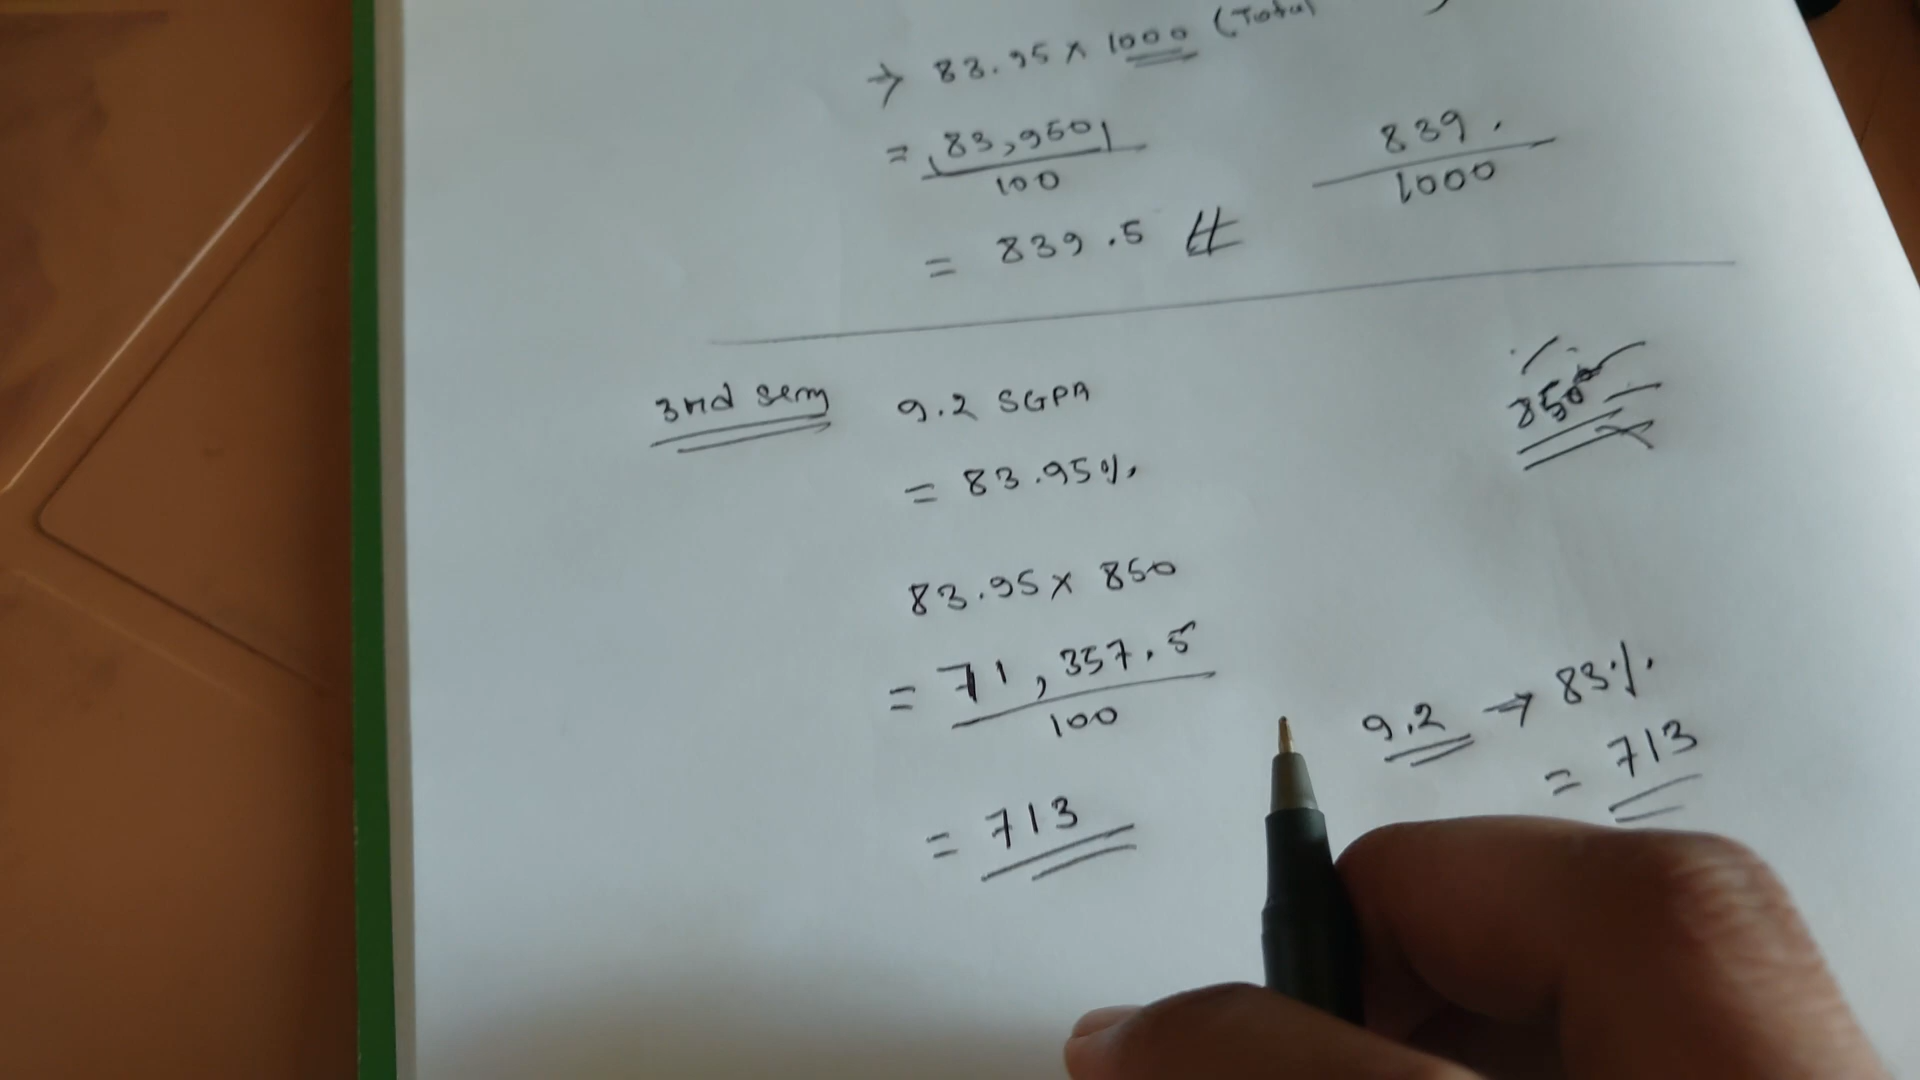 → 83.95 x 1000 (Total
= 83,950
100
839.
1000
= 839.5
3rd sem 9.2 SGPA
850
= 83.95%
83.95 x 850
= 71,357.5
100
9.2 → 83%
= 713
= 713